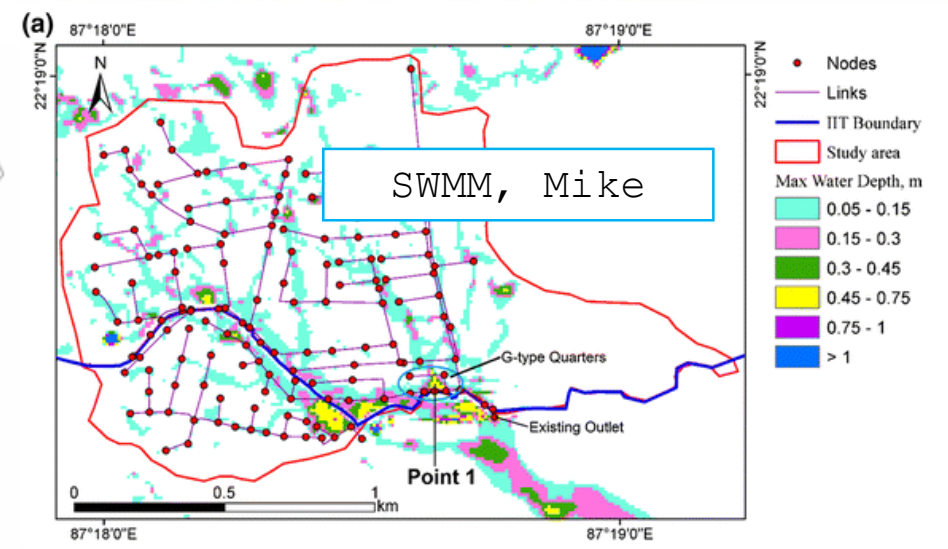 (a)
87°18'0"E
87°19'0"E
22°19'0"N
22°19'0"N
N
SWMM, Mike
G-type Quarters
Existing Outlet
Point 1
0 0.5 1
km
87°18'0"E
87°19'0"E
Nodes
Links
IIT Boundary
Study area
Max Water Depth, m
0.05 - 0.15
0.15 - 0.3
0.3 - 0.45
0.45 - 0.75
0.75 - 1
> 1